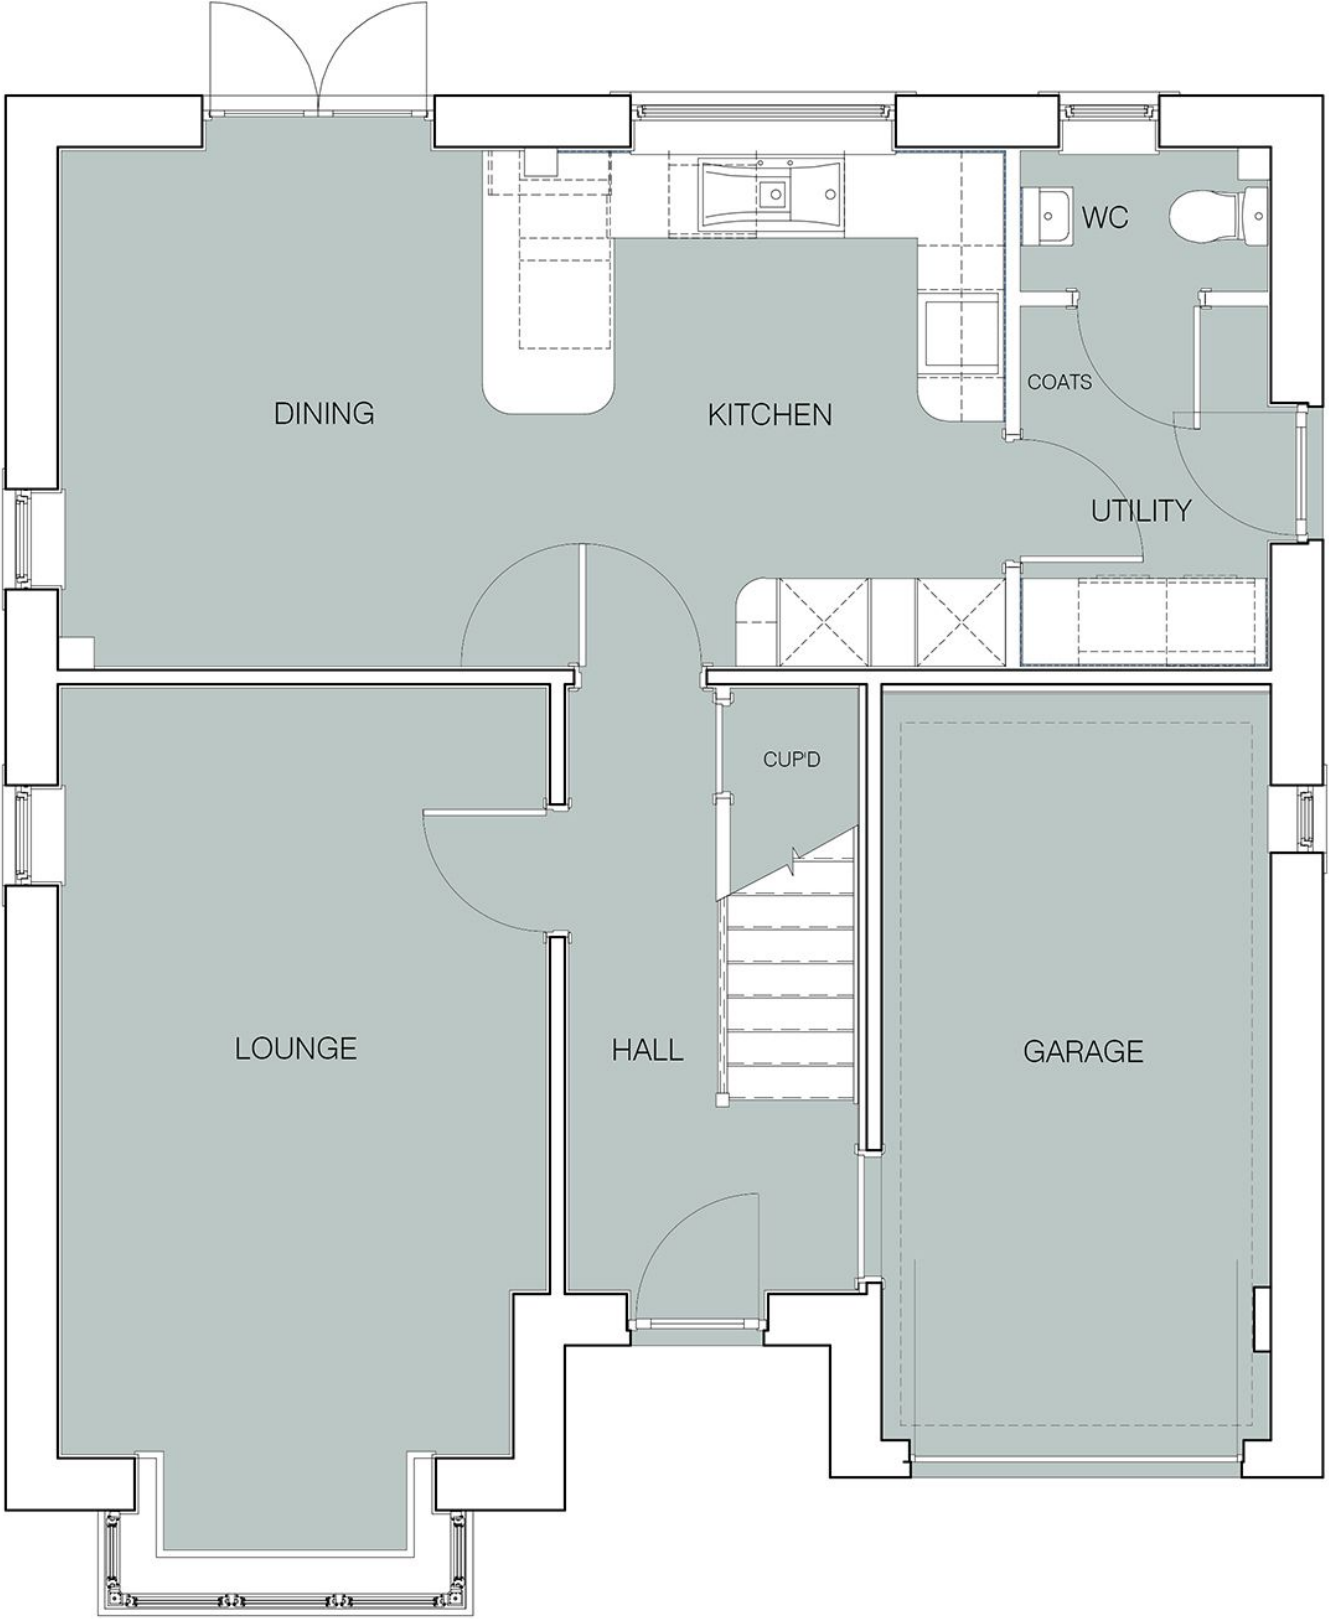 WC
COATS
DINING
KITCHEN
UTILITY
CUP'D
LOUNGE
HALL
GARAGE